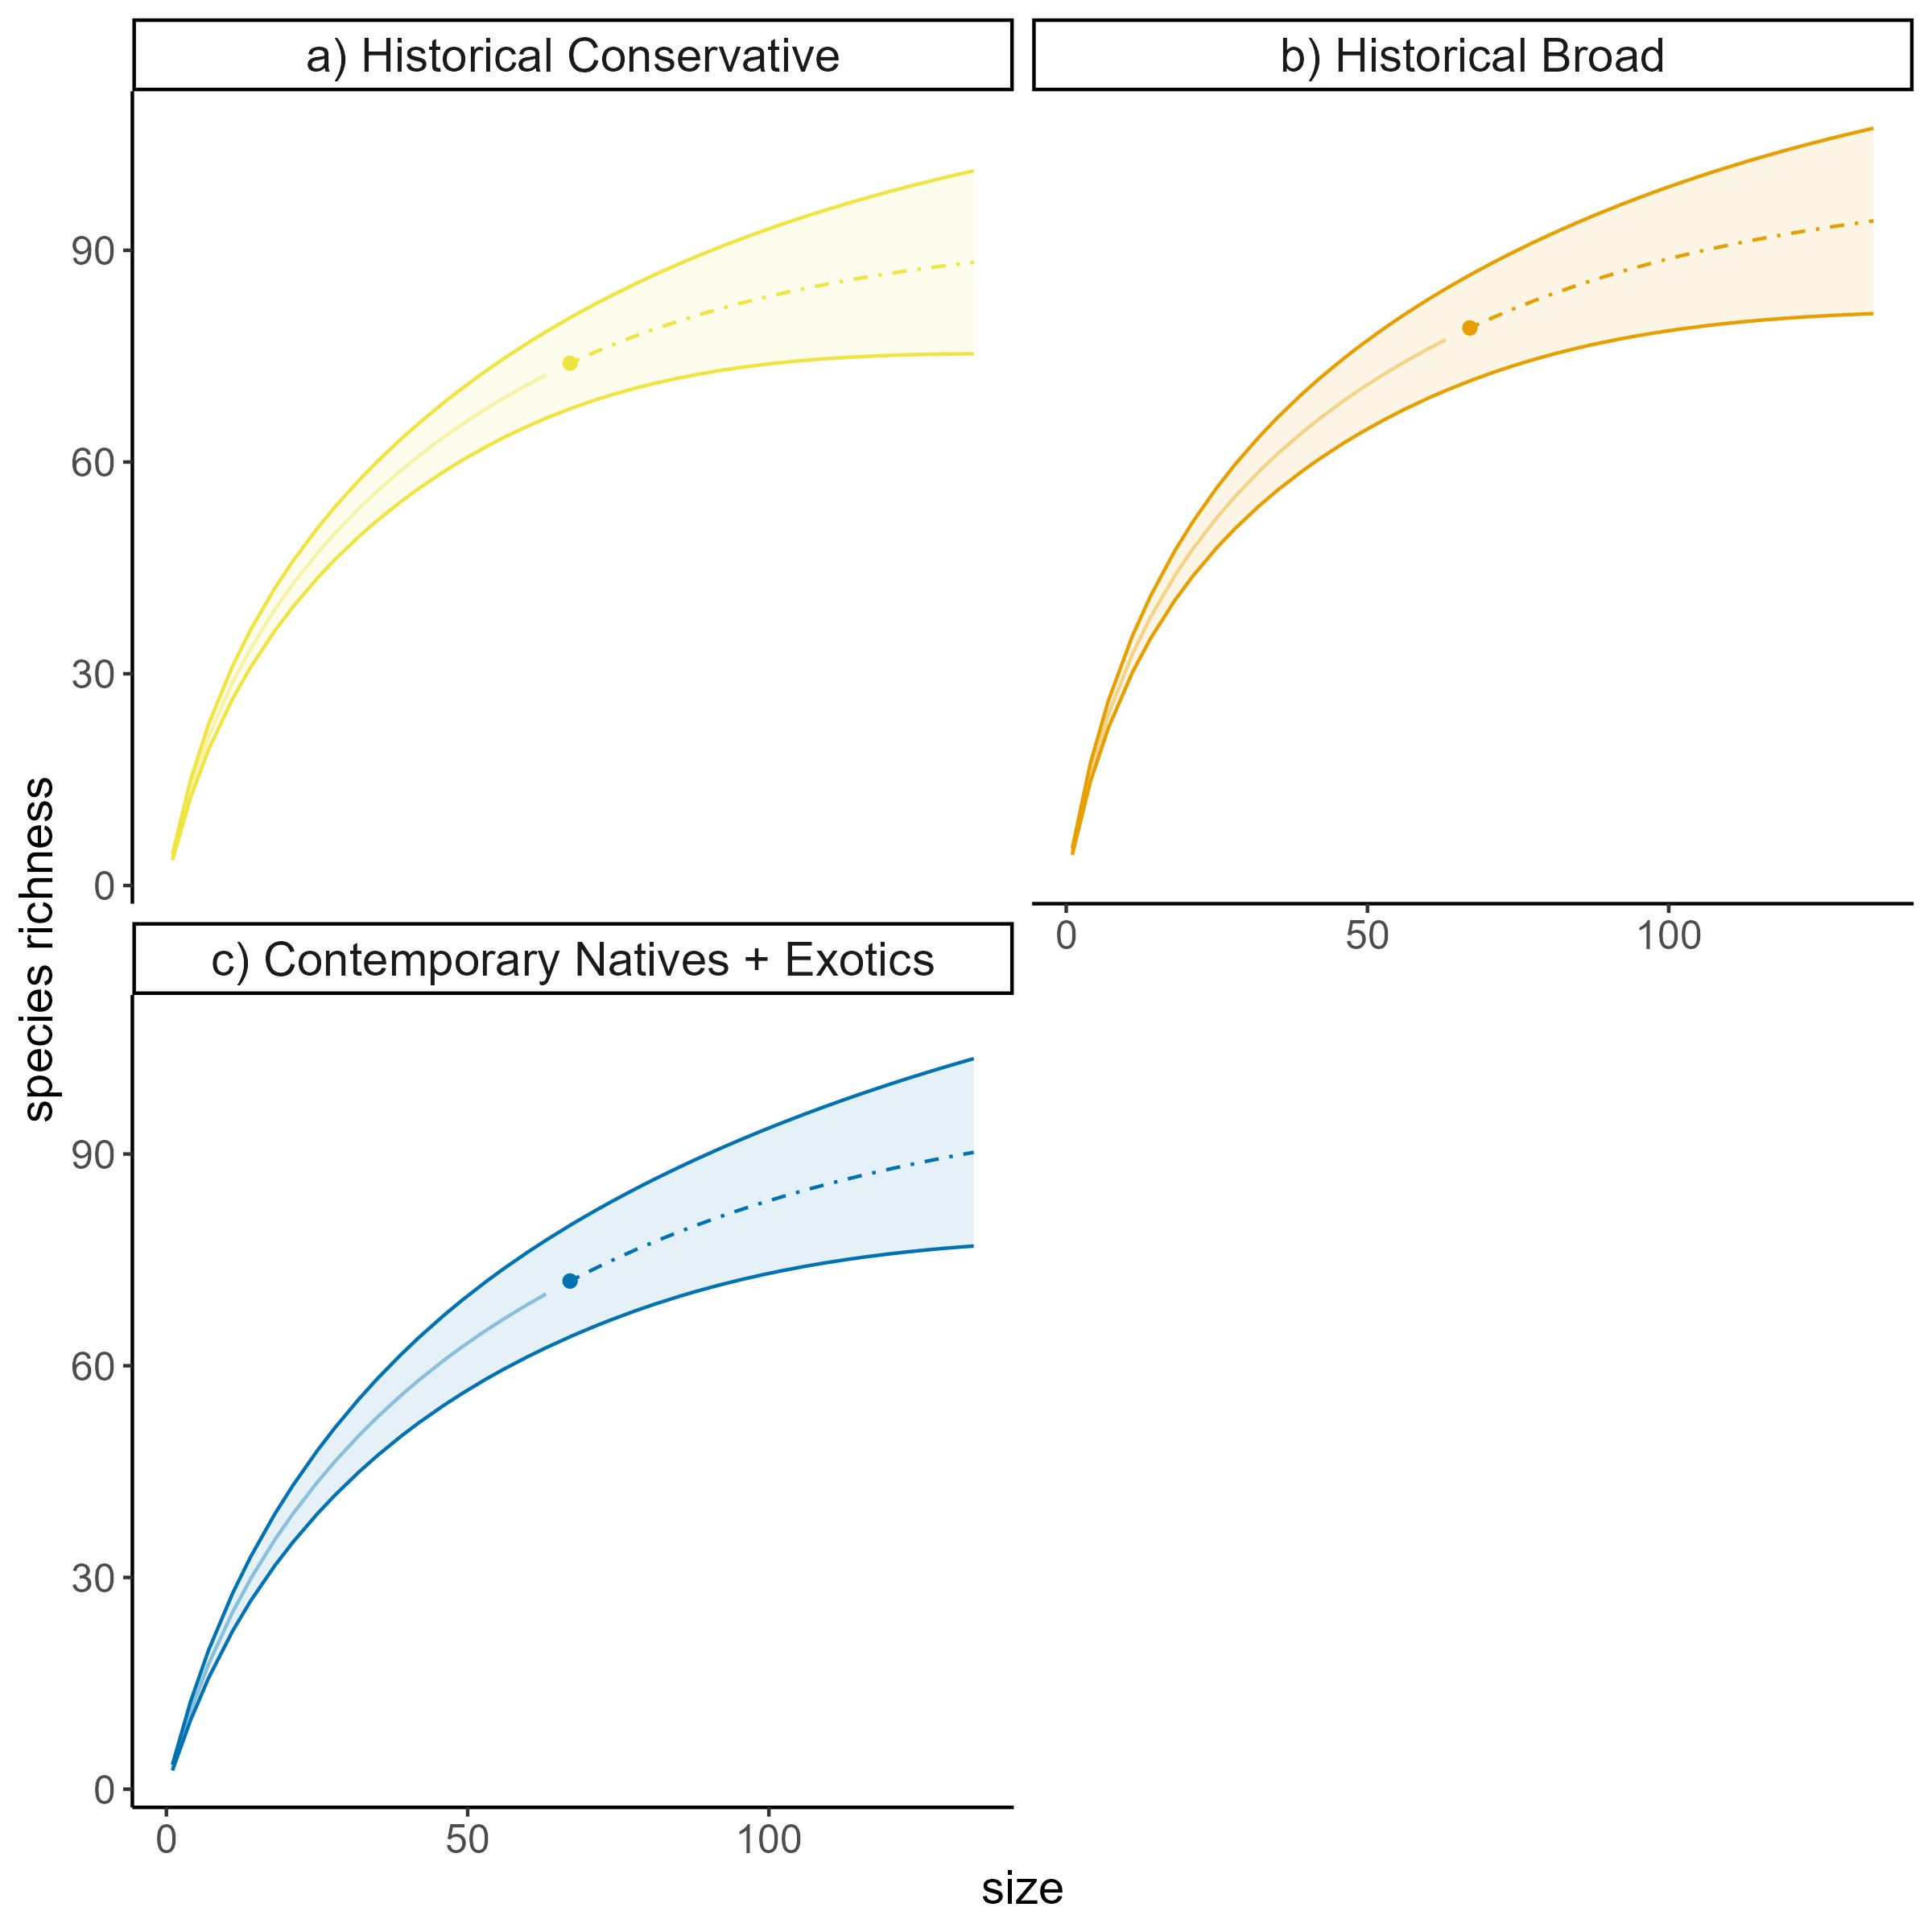 a) Historical Conservative
b) Historical Broad
90
60
30
0
0 50 100
c) Contemporary Natives + Exotics
90
60
30
0
0 50 100
species richness
size